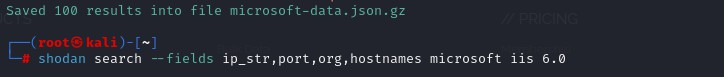 Saved 100 results into file microsoft-data.json.gz
CTS // PRICING
┌──(root㉿kali)-[~]
└─# shodan search --fields ip_str,port,org,hostnames microsoft iis 6.0